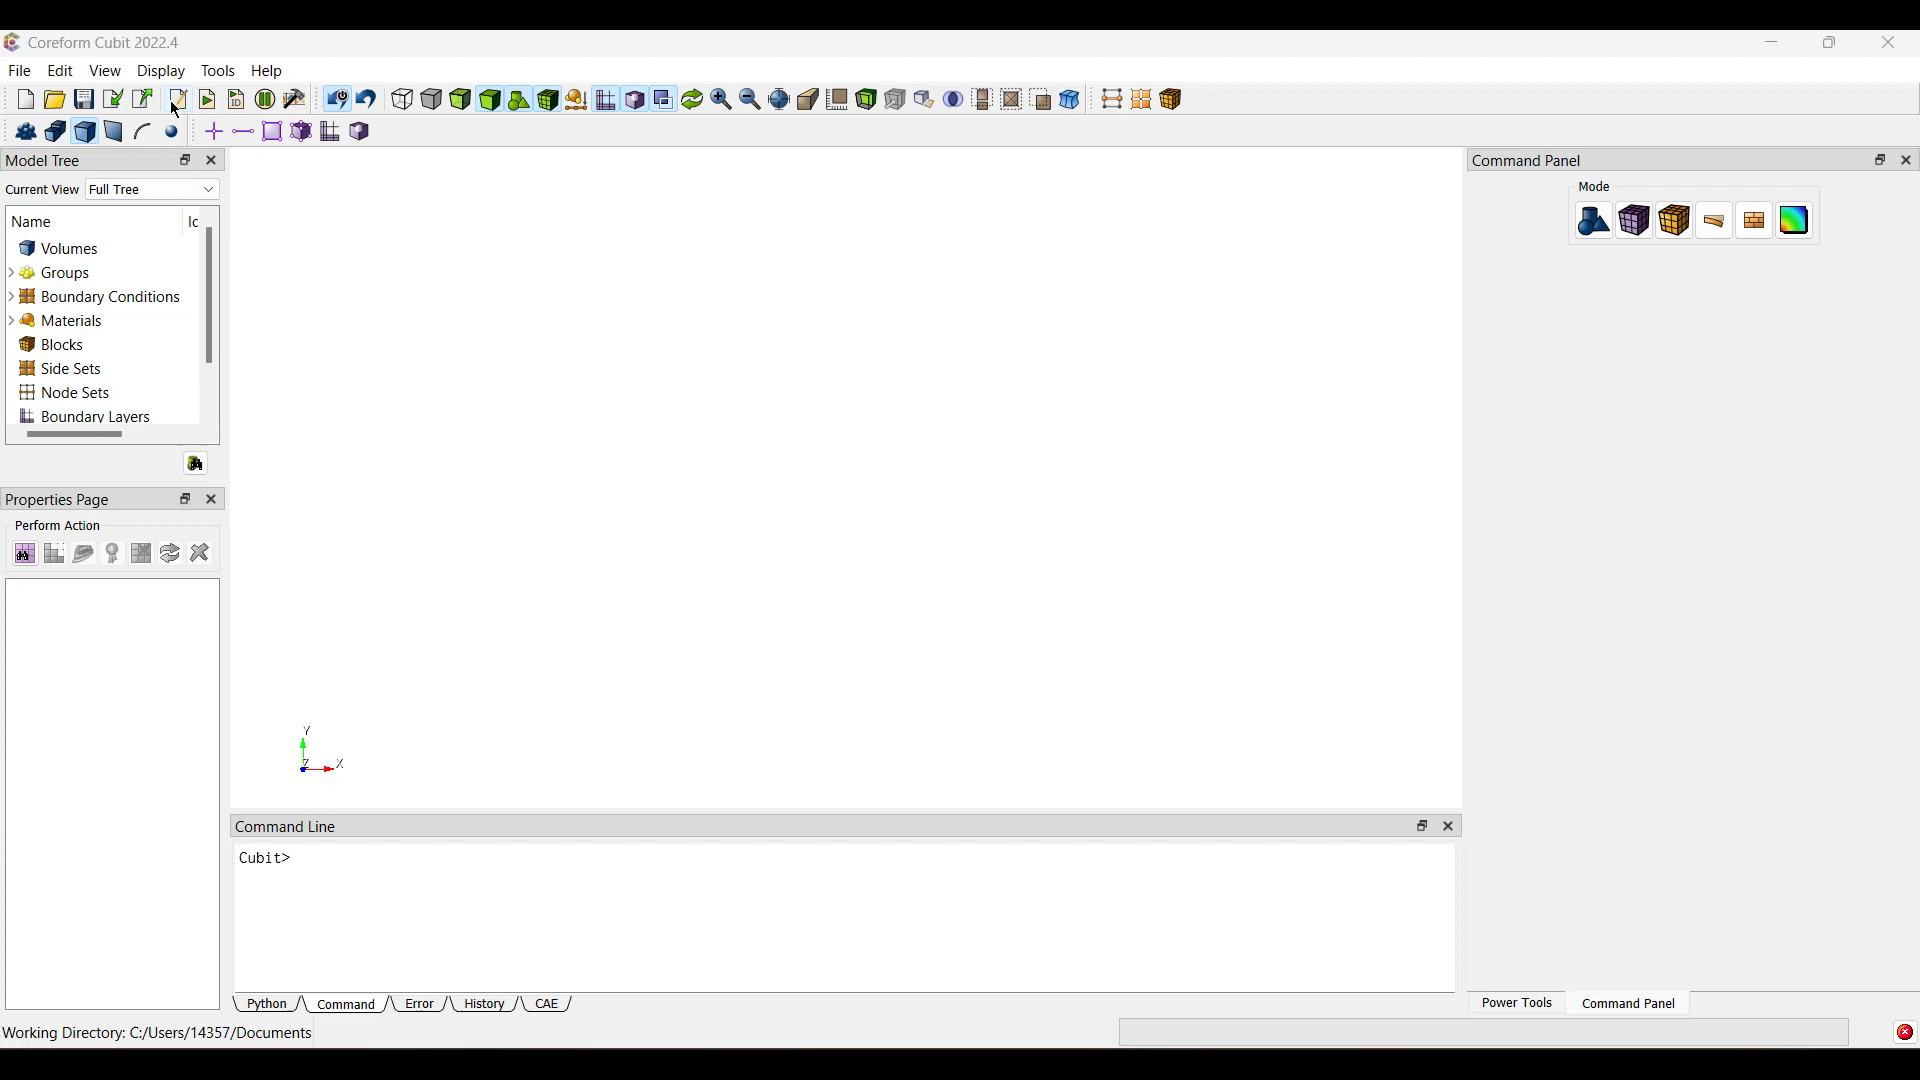 Coreform Cubit 2022.4
File Edit View Display Tools Help
Model Tree
Current View Full Tree
Name Ic
Volumes
Groups
Boundary Conditions
Materials
Blocks
Side Sets
Node Sets
Boundary Layers
Properties Page
Perform Action
Y
Z X
Command Line
Cubit>
Python Command Error History CAE
Command Panel
Mode
Power Tools Command Panel
Working Directory: C:/Users/14357/Documents